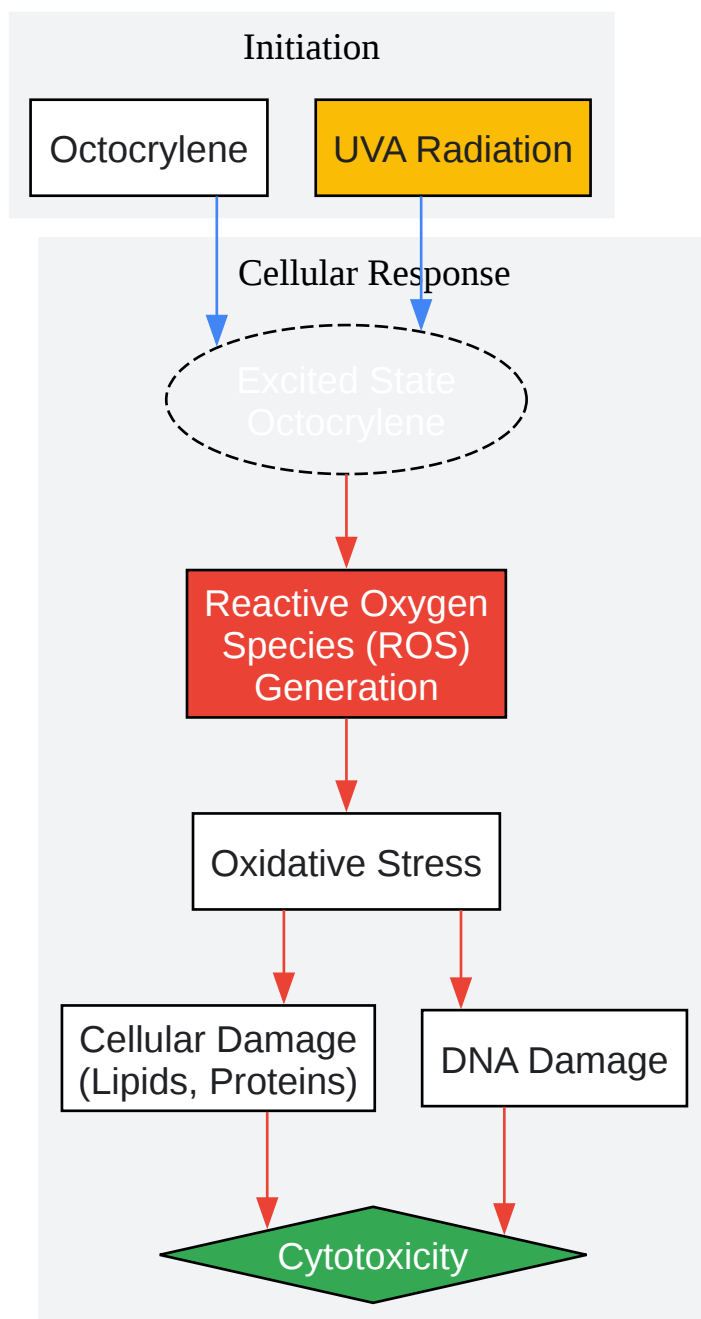 Initiation
Octocrylene
UVA Radiation
Cellular Response
Excited State
Octocrylene
Reactive Oxygen
Species (ROS)
Generation
Oxidative Stress
Cellular Damage
(Lipids, Proteins)
DNA Damage
Cytotoxicity